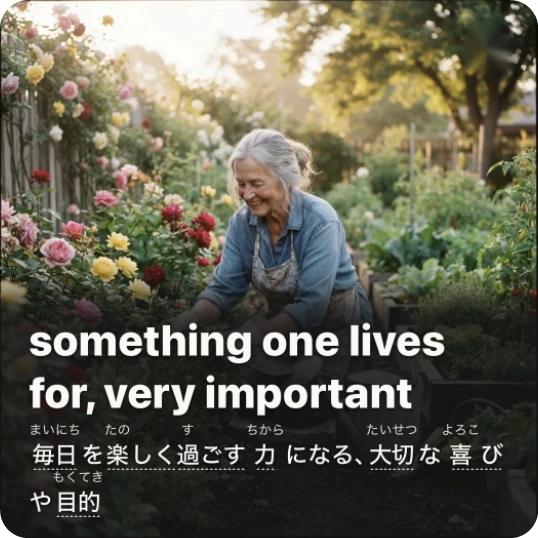 something one lives
for, very important
まいにち たの す ちから たいせつ よろこ
毎日を楽しく過ごす力になる、大切な喜び
もくてき
や目的